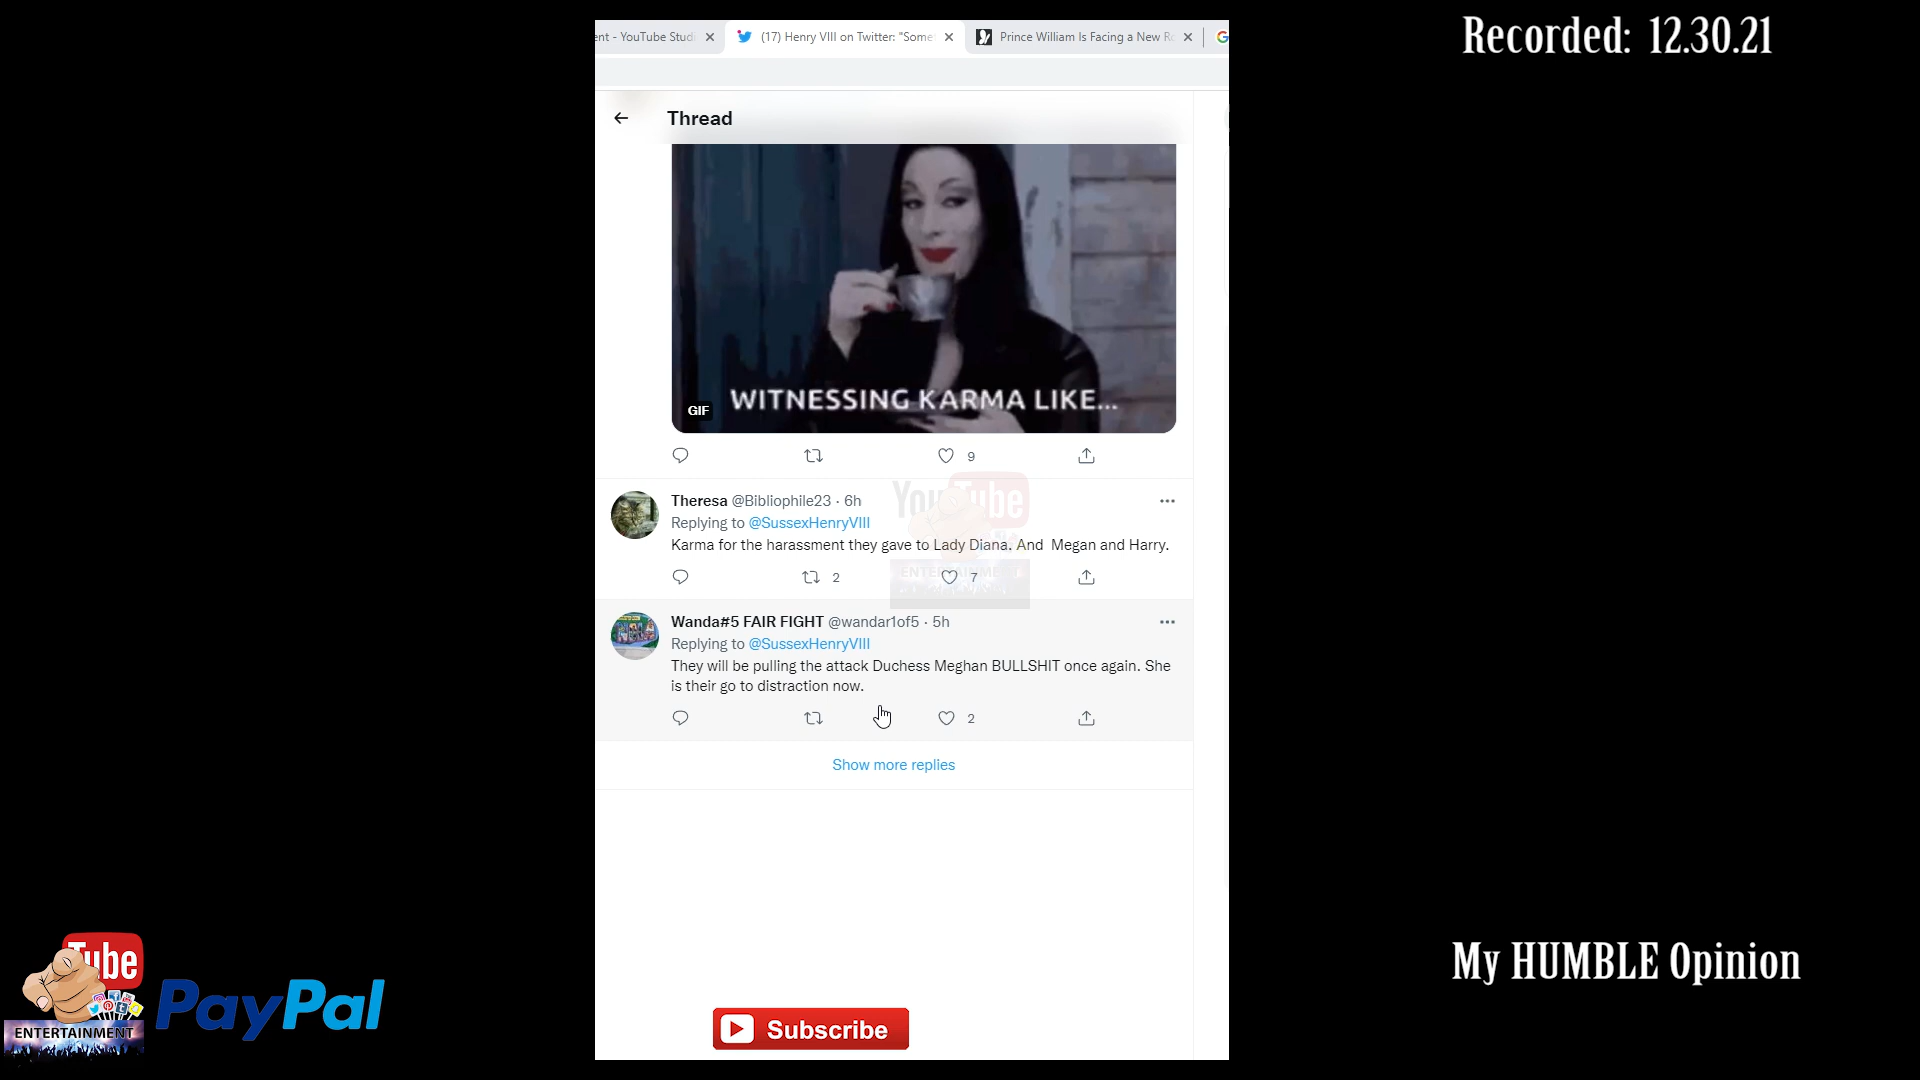 Recorded: 12.30.21
ent - YouTube Studi
(17) Henry VIII on Twitter: "Some
Prince William Is Facing a New Ro
Thread
WITNESSING KARMA LIKE...
GIF
9
Theresa @Bibliophile23 · 6h
Replying to @SussexHenryVIII
Karma for the harassment they gave to Lady Diana. And Megan and Harry.
2
7
Wanda#5 FAIR FIGHT @wandar1of5 · 5h
Replying to @SussexHenryVIII
They will be pulling the attack Duchess Meghan BULLSHIT once again. She
is their go to distraction now.
2
Show more replies
YouTube
ENTERTAINMENT
Tube
ENTERTAINMENT
PayPal
Subscribe
My HUMBLE Opinion